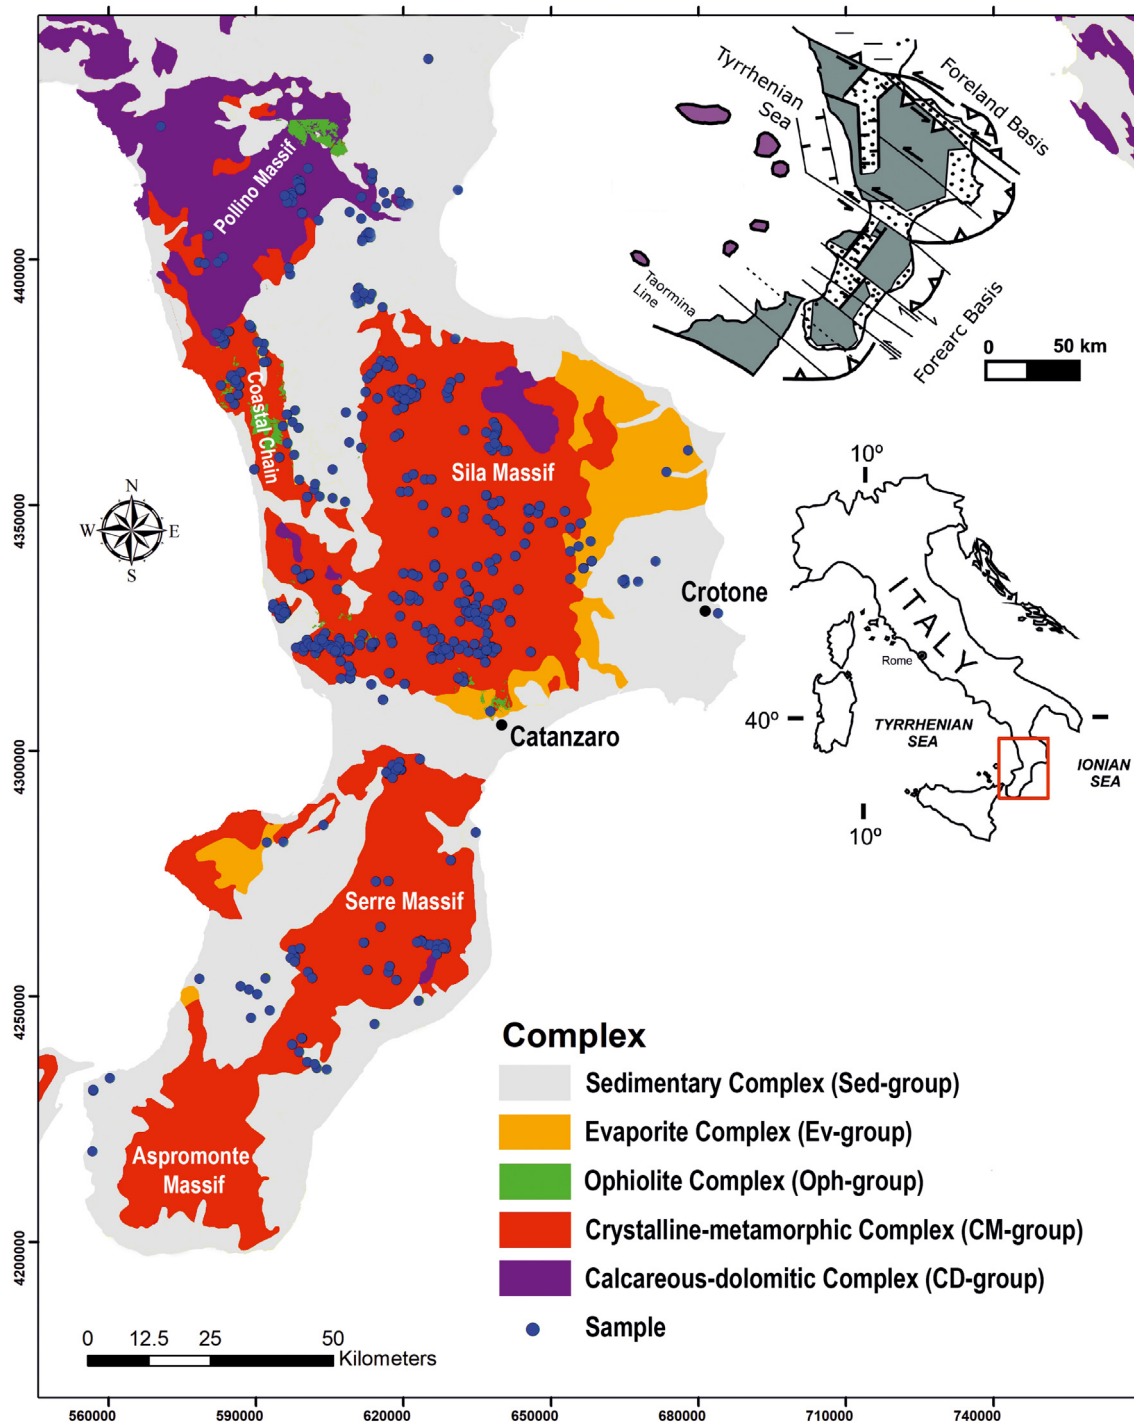 Tyrrhenian
Sea
Foreland Basis
Taormina
Line
Forearc Basis
0 50 km
Pollino Massif
Coastal Chain
Sila Massif
N
W E
S
Crotone
Catanzaro
Serre Massif
Aspromonte
Massif
10º
ITALY
Rome
40º
TYRRHENIAN
SEA
IONIAN
SEA
10º
Complex
Sedimentary Complex (Sed-group)
Evaporite Complex (Ev-group)
Ophiolite Complex (Oph-group)
Crystalline-metamorphic Complex (CM-group)
Calcareous-dolomitic Complex (CD-group)
Sample
0 12.5 25 50
Kilometers
4400000
4350000
4300000
4250000
4200000
560000 590000 620000 650000 680000 710000 740000